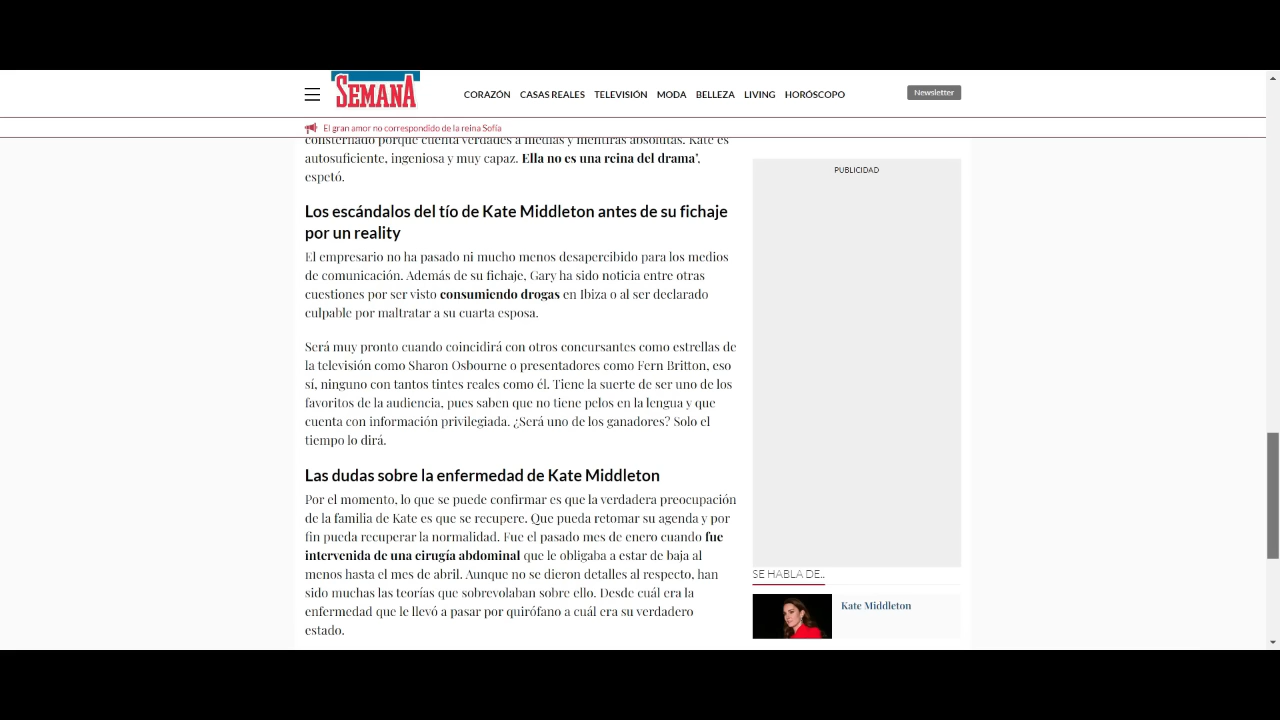 SEMANA
CORAZÓN CASAS REALES TELEVISIÓN MODA BELLEZA LIVING HORÓSCOPO
Newsletter
El gran amor no correspondido de la reina Sofía
consternado porque cuenta verdades a medias y mentiras absolutas. Kate es
autosuficiente, ingeniosa y muy capaz. Ella no es una reina del drama',
espetó.
Los escándalos del tío de Kate Middleton antes de su fichaje
por un reality
El empresario no ha pasado ni mucho menos desapercibido para los medios
de comunicación. Además de su fichaje, Gary ha sido noticia entre otras
cuestiones por ser visto consumiendo drogas en Ibiza o al ser declarado
culpable por maltratar a su cuarta esposa.
Será muy pronto cuando coincidirá con otros concursantes como estrellas de
la televisión como Sharon Osbourne o presentadores como Fern Britton, eso
sí, ninguno con tantos tintes reales como él. Tiene la suerte de ser uno de los
favoritos de la audiencia, pues saben que no tiene pelos en la lengua y que
cuenta con información privilegiada. ¿Será uno de los ganadores? Solo el
tiempo lo dirá.
Las dudas sobre la enfermedad de Kate Middleton
Por el momento, lo que se puede confirmar es que la verdadera preocupación
de la familia de Kate es que se recupere. Que pueda retomar su agenda y por
fin pueda recuperar la normalidad. Fue el pasado mes de enero cuando fue
intervenida de una cirugía abdominal que le obligaba a estar de baja al
menos hasta el mes de abril. Aunque no se dieron detalles al respecto, han
sido muchas las teorías que sobrevolaban sobre ello. Desde cuál era la
enfermedad que le llevó a pasar por quirófano a cuál era su verdadero
estado.
PUBLICIDAD
SE HABLA DE..
Kate Middleton